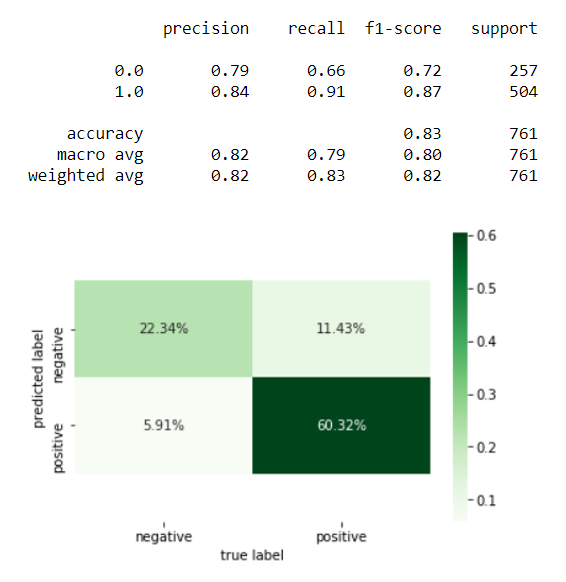 precision recall f1-score support
0.0 0.79 0.66 0.72 257
1.0 0.84 0.91 0.87 504
accuracy 0.83 761
macro avg 0.82 0.79 0.80 761
weighted avg 0.82 0.83 0.82 761
0.6
0.5
0.4
0.3
0.2
0.1
predicted label
negative
positive
22.34% 11.43%
5.91% 60.32%
negative positive
true label